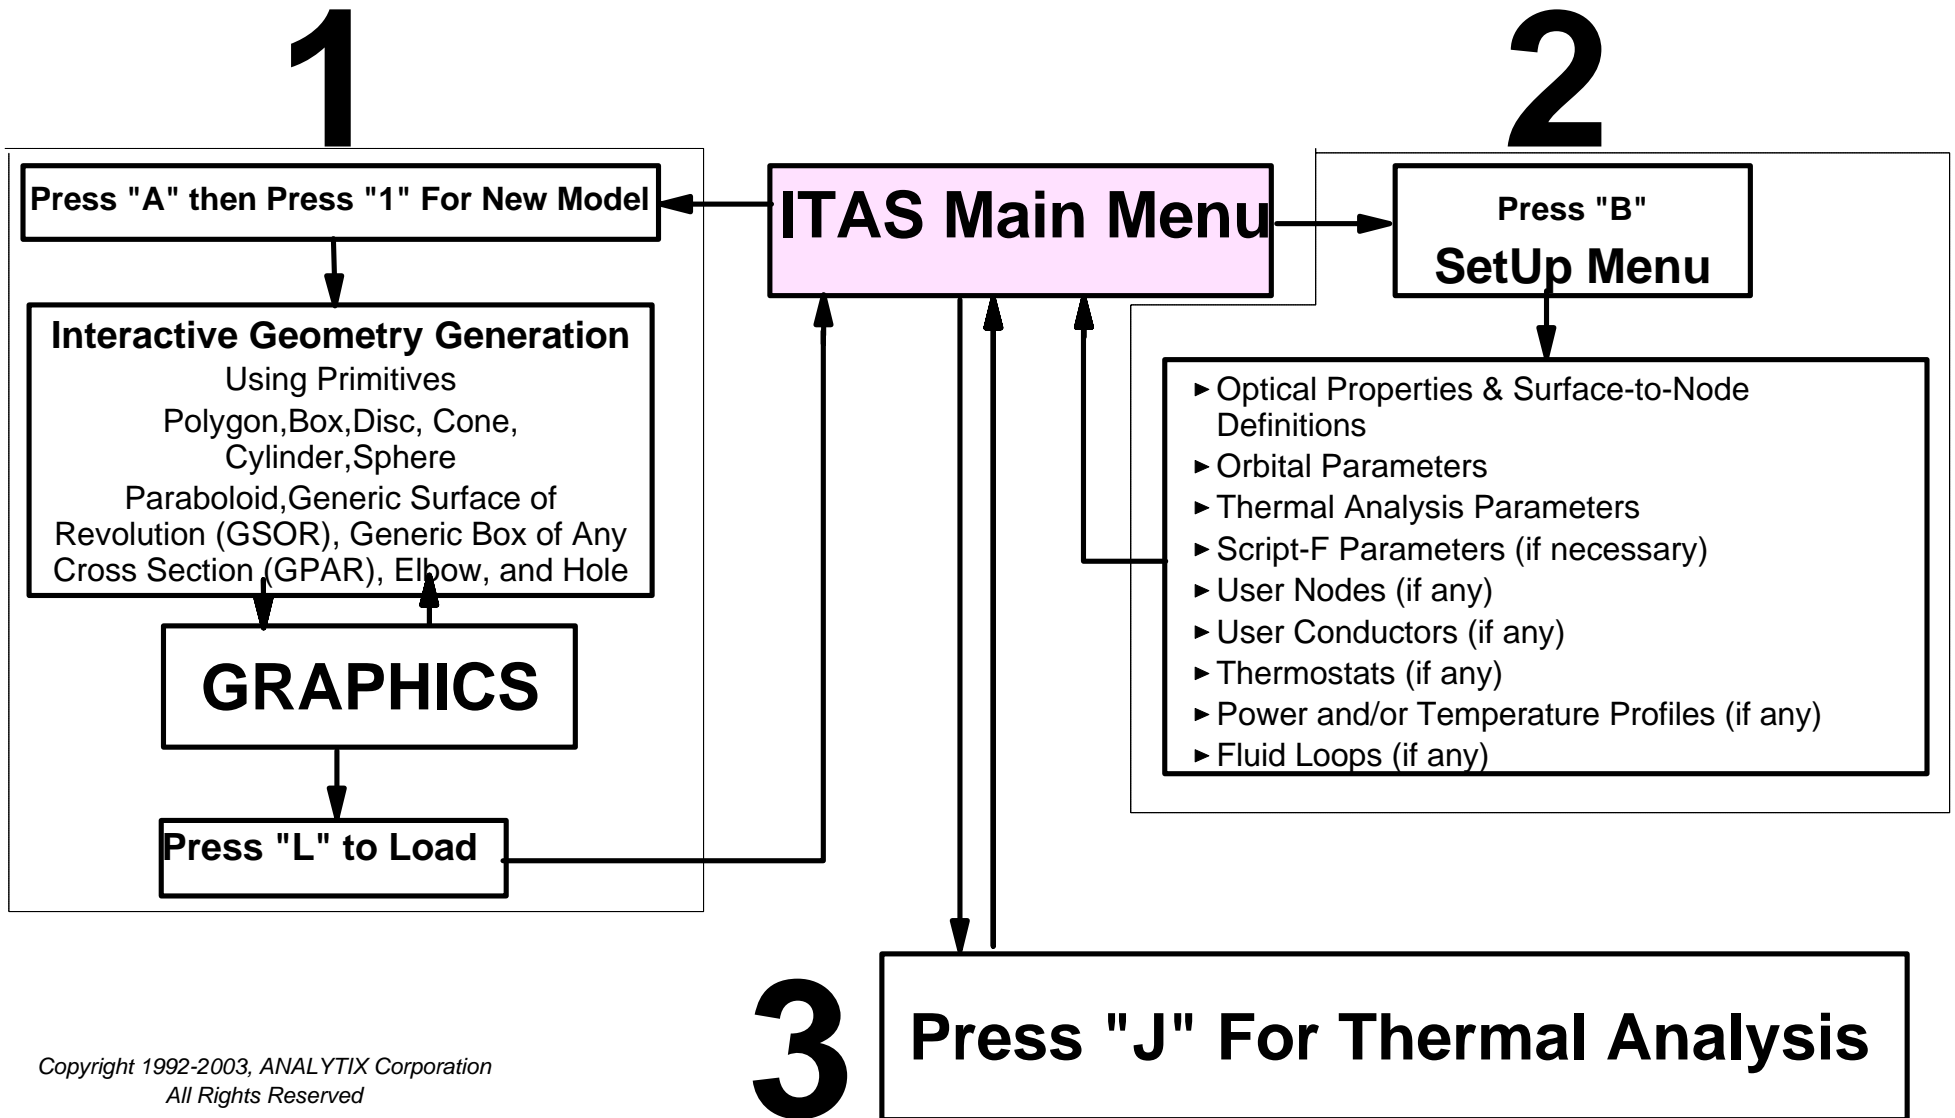 1
2
Press "A" then Press "1" For New Model
ITAS Main Menu
Press "B"
SetUp Menu
Interactive Geometry Generation
Using Primitives
Polygon,Box,Disc, Cone,
Cylinder,Sphere
Paraboloid,Generic Surface of
Revolution (GSOR), Generic Box of Any
Cross Section (GPAR), Elbow, and Hole
GRAPHICS
Press "L" to Load
►Optical Properties & Surface-to-Node
Definitions
►Orbital Parameters
►Thermal Analysis Parameters
►Script-F Parameters (if necessary)
►User Nodes (if any)
►User Conductors (if any)
►Thermostats (if any)
►Power and/or Temperature Profiles (if any)
►Fluid Loops (if any)
3
Press "J" For Thermal Analysis
Copyright 1992-2003, ANALYTIX Corporation
All Rights Reserved